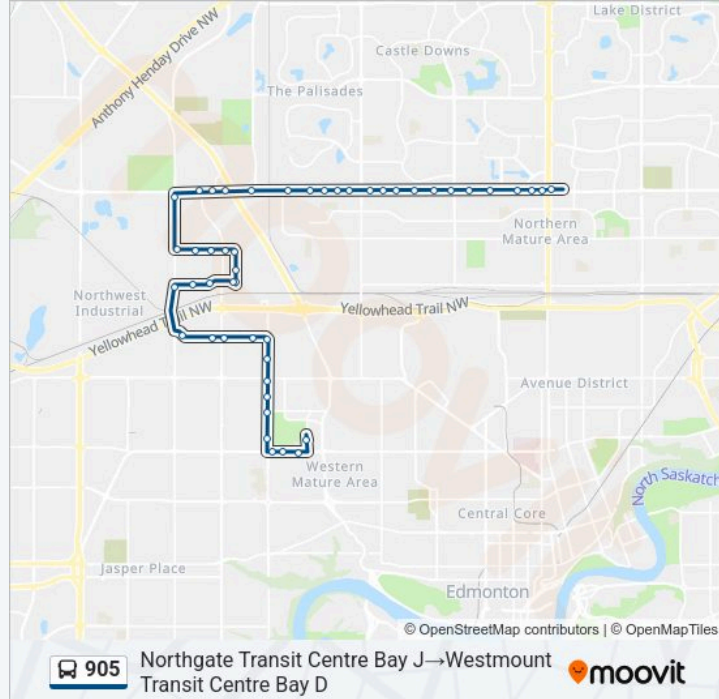 Lake District
Castle Downs
Anthony Henday Drive NW
The Palisades
Northern
Mature Area
Northwest
Industrial
Yellowhead Trail NW
Yellowhead Trail NW
Avenue District
Western
Mature Area
North Saskatch
Central Core
Jasper Place
Edmonton
© OpenStreetMap contributors | © OpenMapTiles
905
Northgate Transit Centre Bay J→Westmount
Transit Centre Bay D
moovit